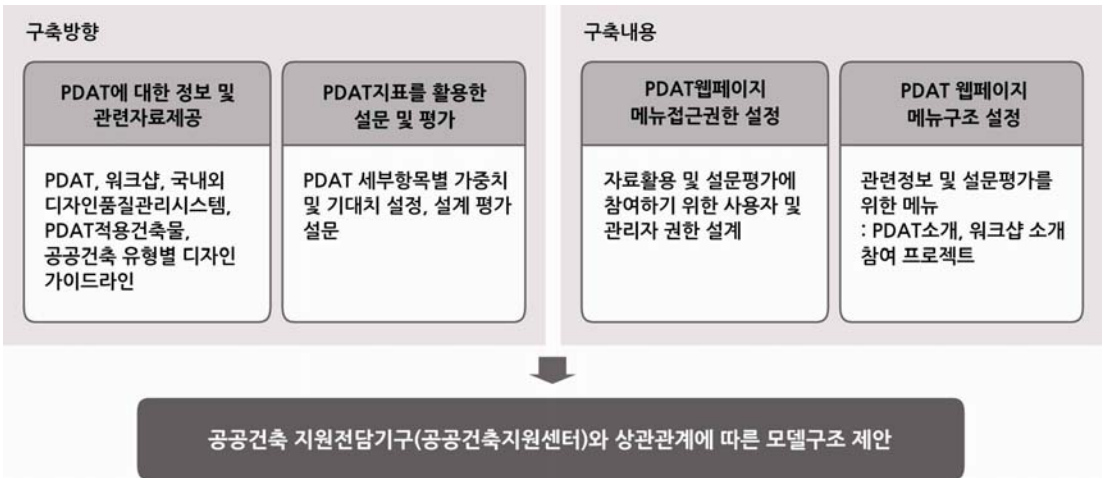 구축방향
PDAT에 대한 정보 및
관련자료제공
PDAT, 워크샵, 국내외
디자인품질관리시스템,
PDAT적용건축물,
공공건축 유형별 디자인
가이드라인
PDAT지표를 활용한
설문 및 평가
PDAT 세부항목별 가중치
및 기대치 설정, 설계 평가
설문
구축내용
PDAT웹페이지
메뉴접근권한 설정
자료활용 및 설문평가에
참여하기 위한 사용자 및
관리자 권한 설계
PDAT 웹페이지
메뉴구조 설정
관련정보 및 설문평가를
위한 메뉴
: PDAT소개, 워크샵 소개
참여 프로젝트
공공건축 지원전담기구(공공건축지원센터)와 상관관계에 따른 모델구조 제안